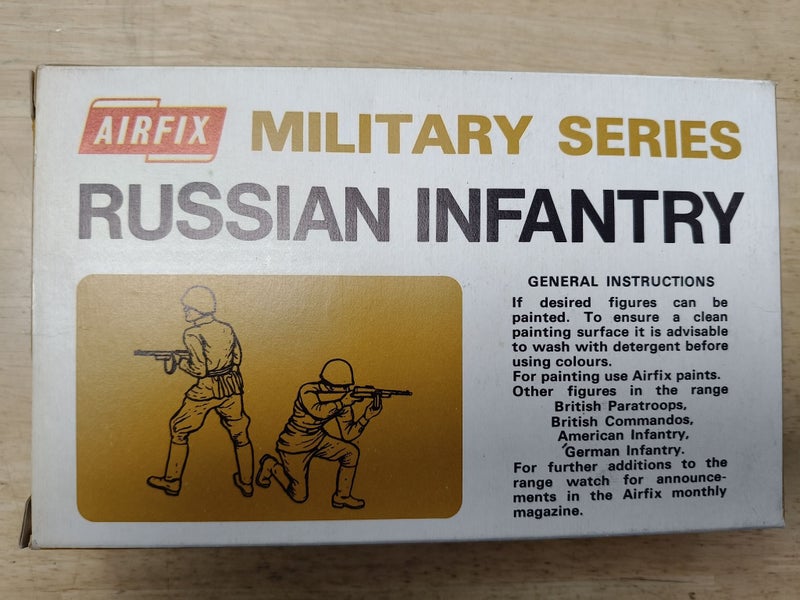 AIRFIX MILITARY SERIES
RUSSIAN INFANTRY
GENERAL INSTRUCTIONS
If desired figures can be
painted. To ensure a clean
painting surface it is advisable
to wash with detergent before
using colours.
For painting use Airfix paints.
Other figures in the range
British Paratroops,
British Commandos,
American Infantry,
German Infantry.
For further additions to the
range watch for announce-
ments in the Airfix monthly
magazine.